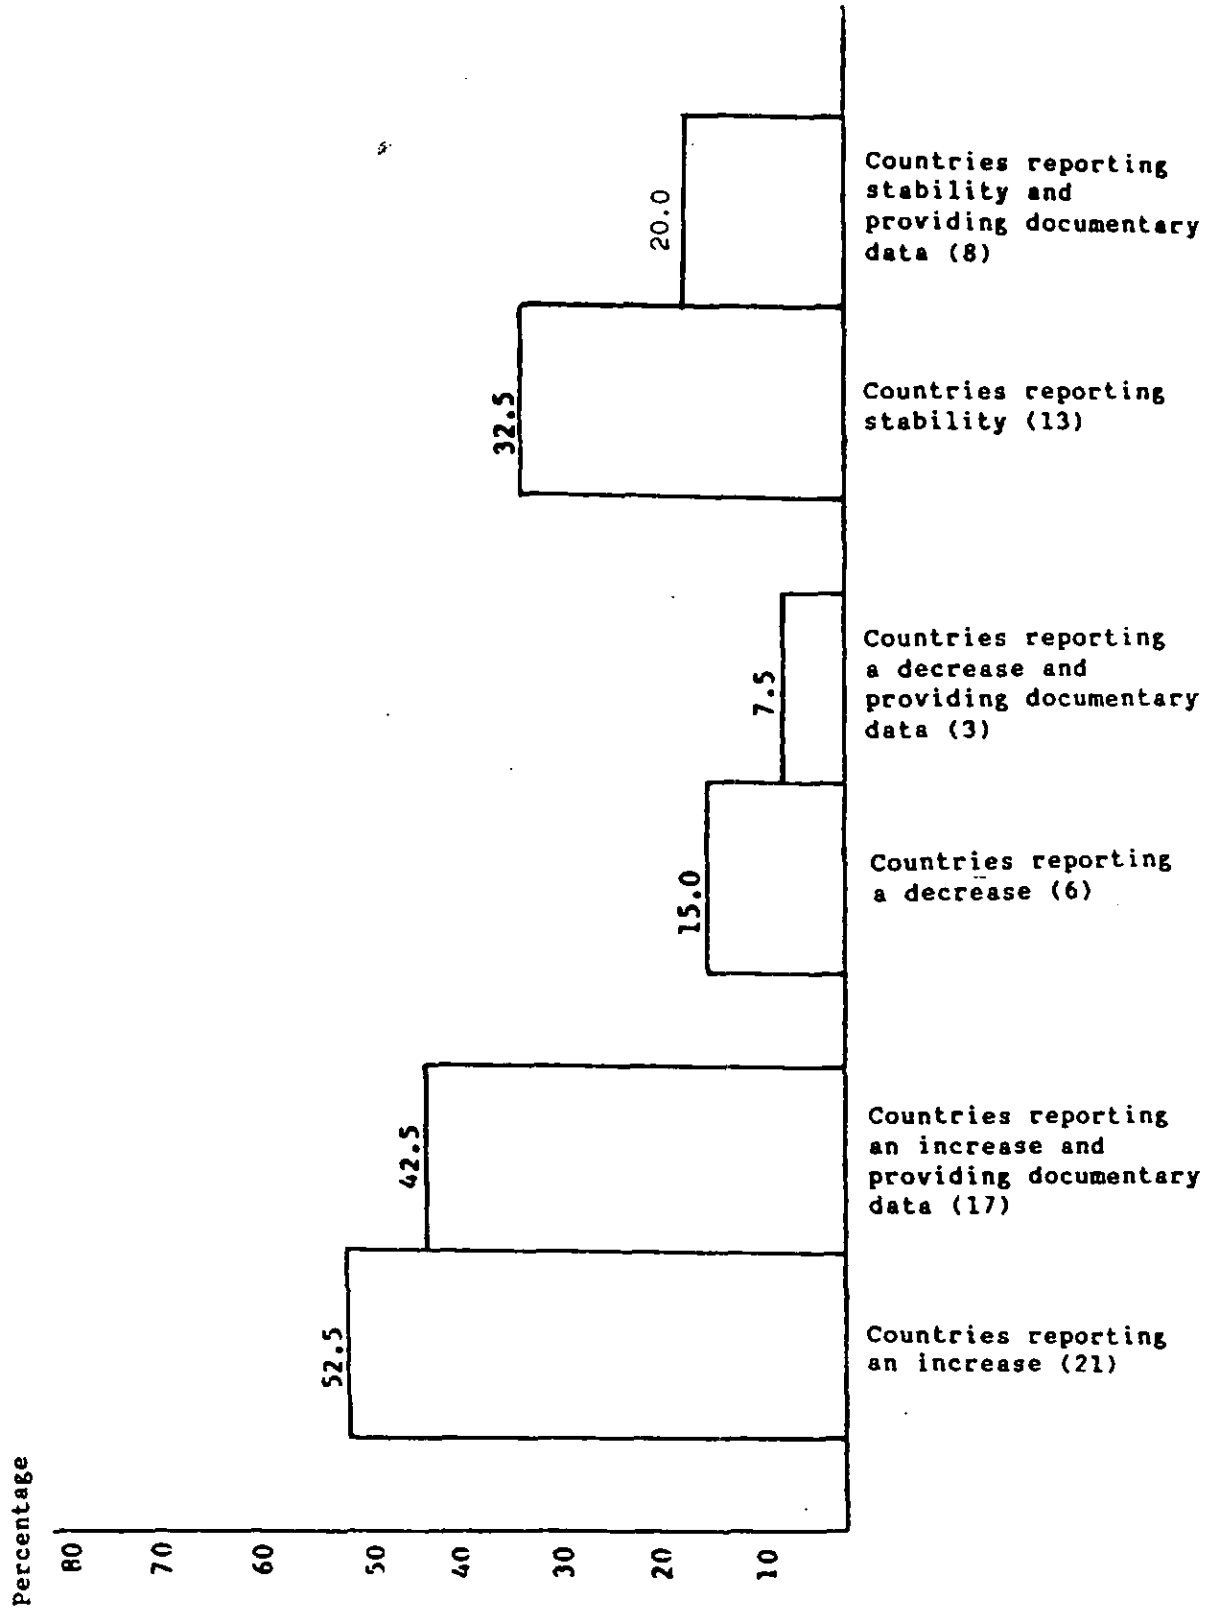 Percentage
80
70
60
50
40
30
20
10
52.5
42.5
15.0
7.5
32.5
20.0
Countries reporting
an increase (21)
Countries reporting
an increase and
providing documentary
data (17)
Countries reporting
a decrease (6)
Countries reporting
a decrease and
providing documentary
data (3)
Countries reporting
stability (13)
Countries reporting
stability and
providing documentary
data (8)